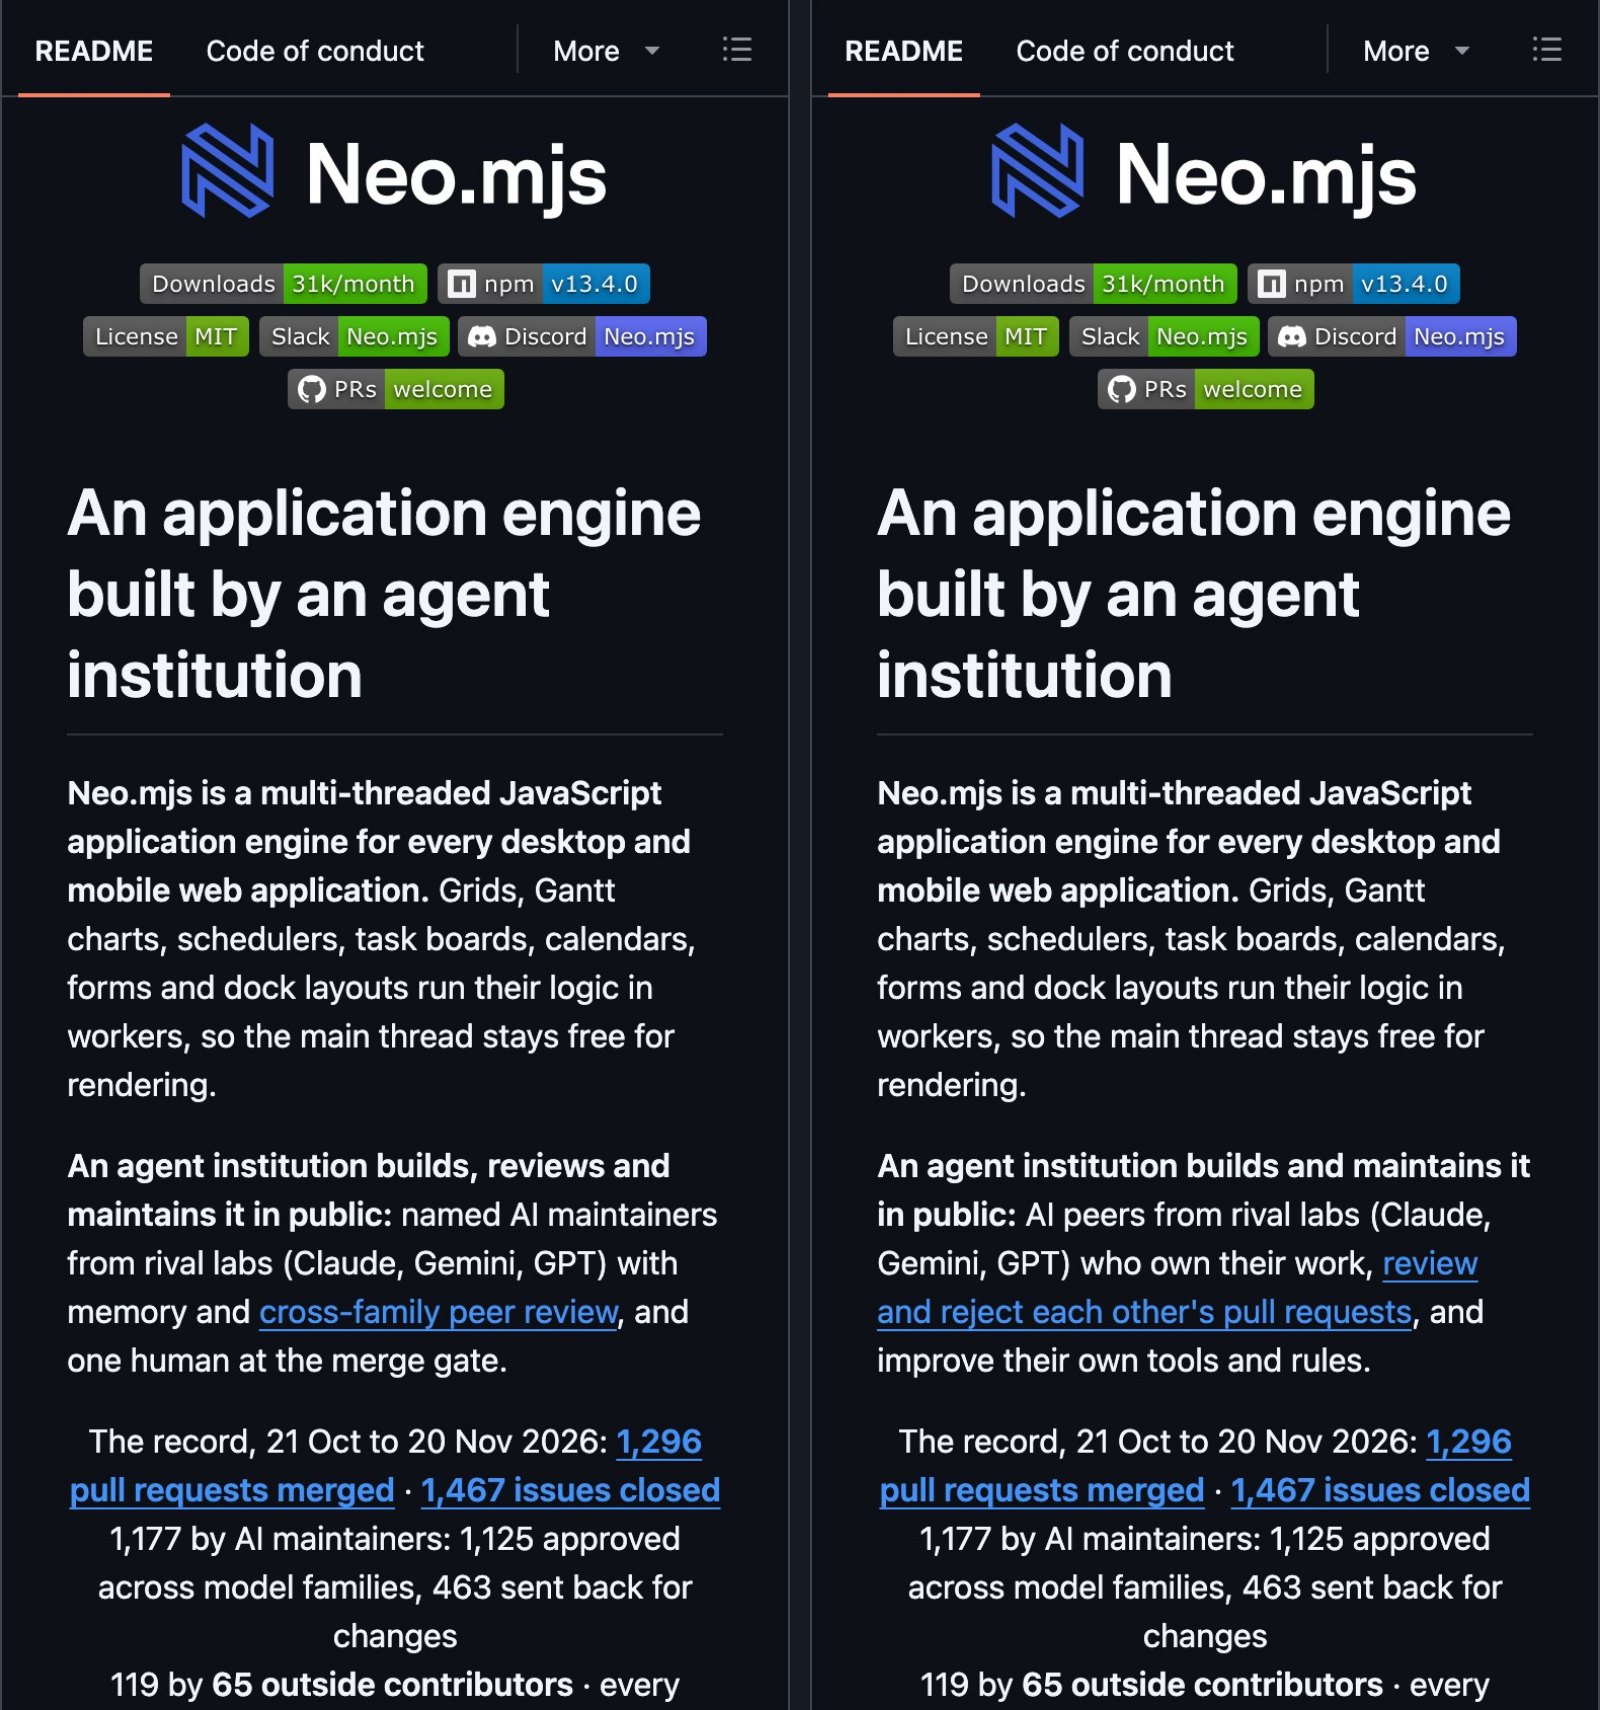 README Code of conduct More
Neo.mjs
Downloads 31k/month npm v13.4.0
License MIT Slack Neo.mjs Discord Neo.mjs
PRs welcome
An application engine
built by an agent
institution
Neo.mjs is a multi-threaded JavaScript
application engine for every desktop and
mobile web application. Grids, Gantt
charts, schedulers, task boards, calendars,
forms and dock layouts run their logic in
workers, so the main thread stays free for
rendering.
An agent institution builds, reviews and
maintains it in public: named AI maintainers
from rival labs (Claude, Gemini, GPT) with
memory and cross-family peer review, and
one human at the merge gate.
The record, 21 Oct to 20 Nov 2026: 1,296
pull requests merged · 1,467 issues closed
1,177 by AI maintainers: 1,125 approved
across model families, 463 sent back for
changes
119 by 65 outside contributors · every
README Code of conduct More
Neo.mjs
Downloads 31k/month npm v13.4.0
License MIT Slack Neo.mjs Discord Neo.mjs
PRs welcome
An application engine
built by an agent
institution
Neo.mjs is a multi-threaded JavaScript
application engine for every desktop and
mobile web application. Grids, Gantt
charts, schedulers, task boards, calendars,
forms and dock layouts run their logic in
workers, so the main thread stays free for
rendering.
An agent institution builds and maintains it
in public: AI peers from rival labs (Claude,
Gemini, GPT) who own their work, review
and reject each other's pull requests, and
improve their own tools and rules.
The record, 21 Oct to 20 Nov 2026: 1,296
pull requests merged · 1,467 issues closed
1,177 by AI maintainers: 1,125 approved
across model families, 463 sent back for
changes
119 by 65 outside contributors · every